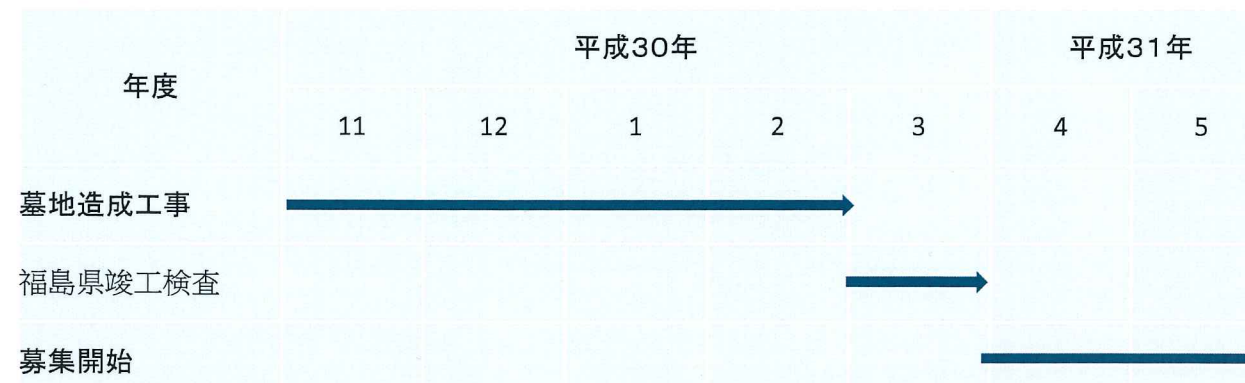 年度 平成30年 平成31年
11 12 1 2 3 4 5
墓地造成工事
福島県竣工検査
募集開始